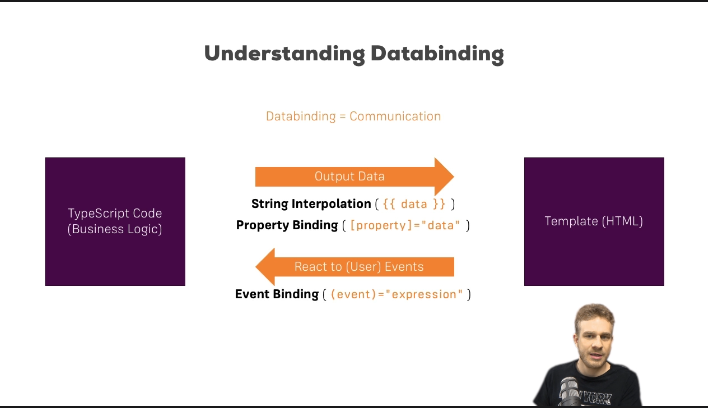 Understanding Databinding
Databinding = Communication
TypeScript Code
(Business Logic)
Output Data
String Interpolation ( {{ data }} )
Property Binding ( [property]="data" )
React to (User) Events
Event Binding ( (event)="expression" )
Template (HTML)